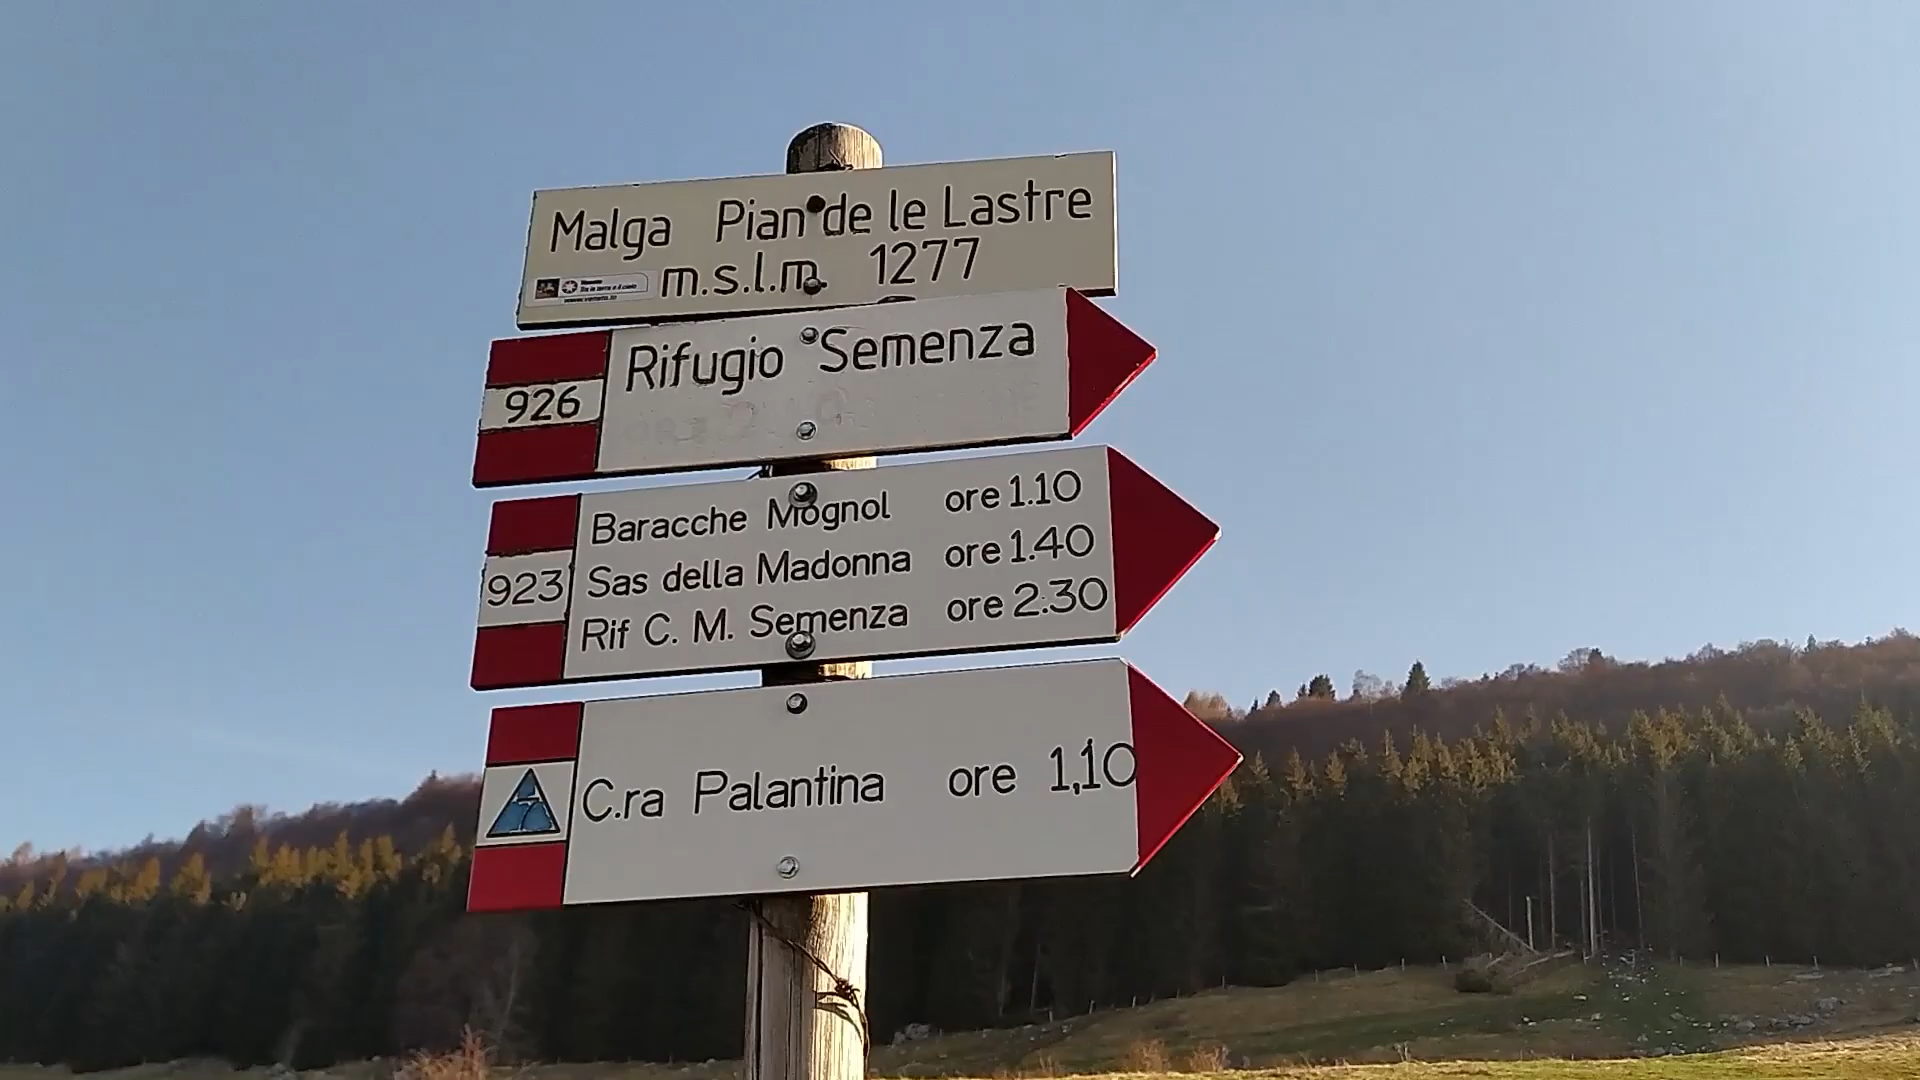 Malga Pian de le Lastre
m.s.l.m. 1277
926
Rifugio Semenza
923
Baracche Mognol ore 1.10
Sas della Madonna ore 1.40
Rif C. M. Semenza ore 2.30
C.ra Palantina ore 1,10